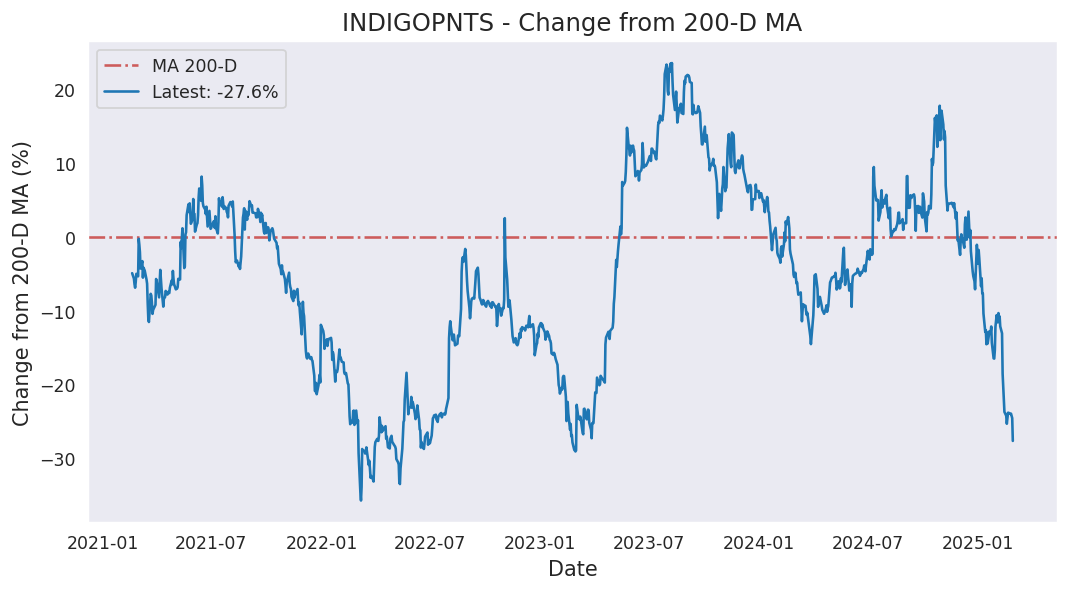 INDIGOPNTS - Change from 200-D MA
MA 200-D
Latest: -27.6%
Change from 200-D MA (%)
20
10
0
−10
−20
−30
2021-01 2021-07 2022-01 2022-07 2023-01 2023-07 2024-01 2024-07 2025-01
Date